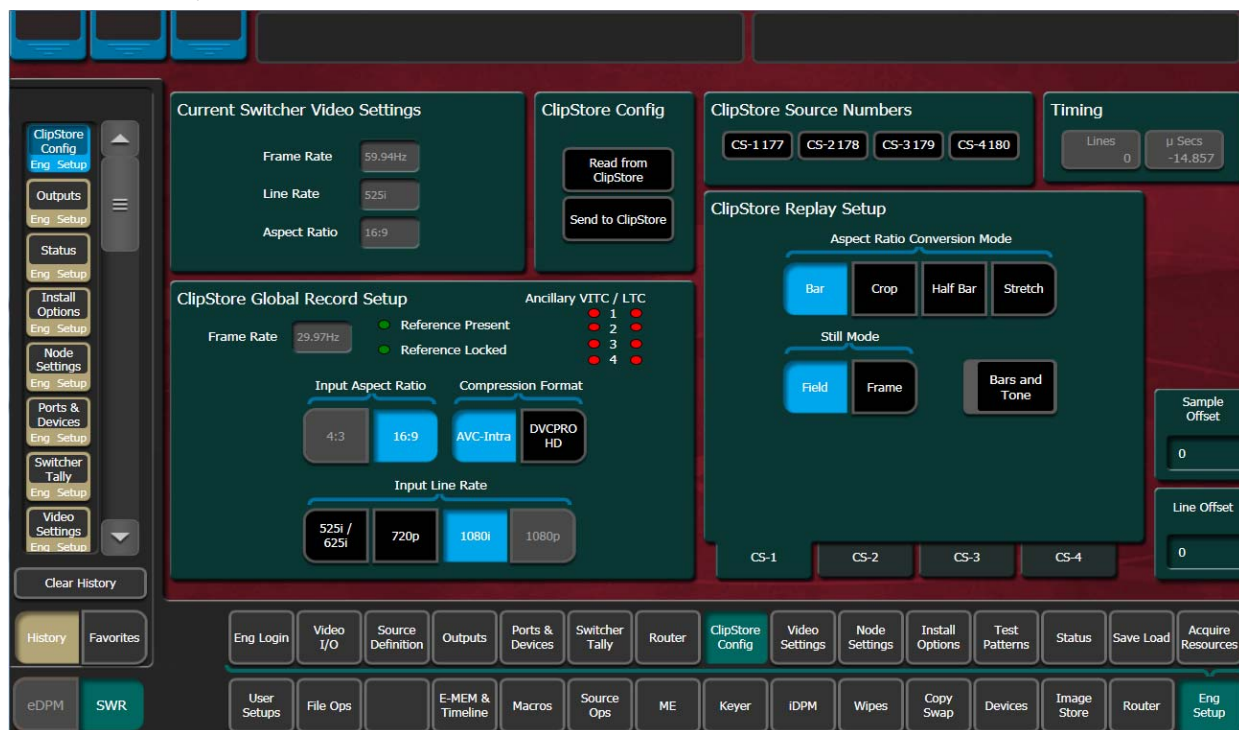 Current Switcher Video Settings
Frame Rate 59.94Hz
Line Rate 525i
Aspect Ratio 16:9
ClipStore Config
Read from
ClipStore
Send to ClipStore
ClipStore Source Numbers
CS-1 177 CS-2 178 CS-3 179 CS-4 180
Timing
Lines
0
µ Secs
-14.857
ClipStore
Config
Eng Setup
Outputs
Eng Setup
Status
Eng Setup
Install
Options
Eng Setup
Node
Settings
Eng Setup
Ports &
Devices
Eng Setup
Switcher
Tally
Eng Setup
Video
Settings
Eng Setup
Clear History
History Favorites
eDPM SWR
ClipStore Global Record Setup
Frame Rate 29.97Hz
Reference Present
Reference Locked
Ancillary VITC / LTC
1
2
3
4
Input Aspect Ratio
4:3 16:9
Compression Format
AVC-Intra
DVCPRO
HD
Input Line Rate
525i /
625i
720p 1080i 1080p
ClipStore Replay Setup
Aspect Ratio Conversion Mode
Bar Crop Half Bar Stretch
Still Mode
Field Frame
Bars and
Tone
CS-1 CS-2 CS-3 CS-4
Sample
Offset
0
Line Offset
0
Eng Login
Video
I/O
Source
Definition
Outputs
Ports &
Devices
Switcher
Tally
Router
ClipStore
Config
Video
Settings
Node
Settings
Install
Options
Test
Patterns
Status
Save Load
Acquire
Resources
User
Setups
File Ops
E-MEM &
Timeline
Macros
Source
Ops
ME
Keyer
iDPM
Wipes
Copy
Swap
Devices
Image
Store
Router
Eng
Setup